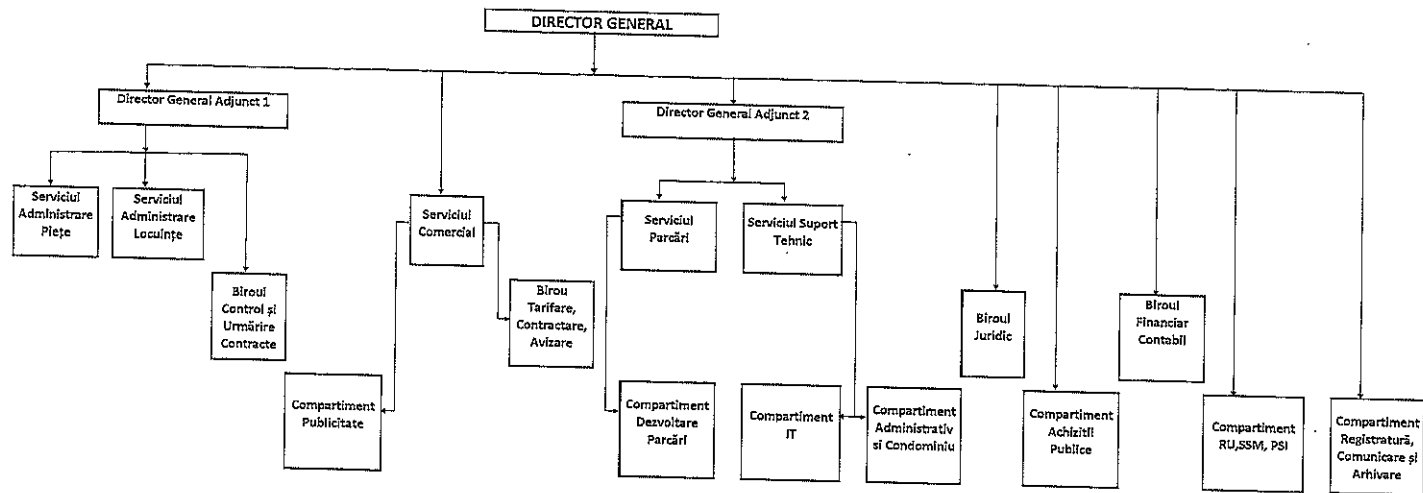 DIRECTOR GENERAL
Director General Adjunct 1
Director General Adjunct 2
Serviciul
Administrare
Piețe
Serviciul
Administrare
Locuințe
Biroul
Control și
Urmărire
Contracte
Serviciul
Comercial
Compartiment
Publicitate
Birou
Tarifare,
Contractare,
Avizare
Serviciul
Parcări
Serviciul Suport
Tehnic
Compartiment
Dezvoltare
Parcări
Compartiment
IT
Compartiment
Administrativ
si Condominiu
Biroul
Juridic
Compartiment
Achizitii
Publice
Biroul
Financiar
Contabil
Compartiment
RU,SSM, PSI
Compartiment
Registratură,
Comunicare și
Arhivare